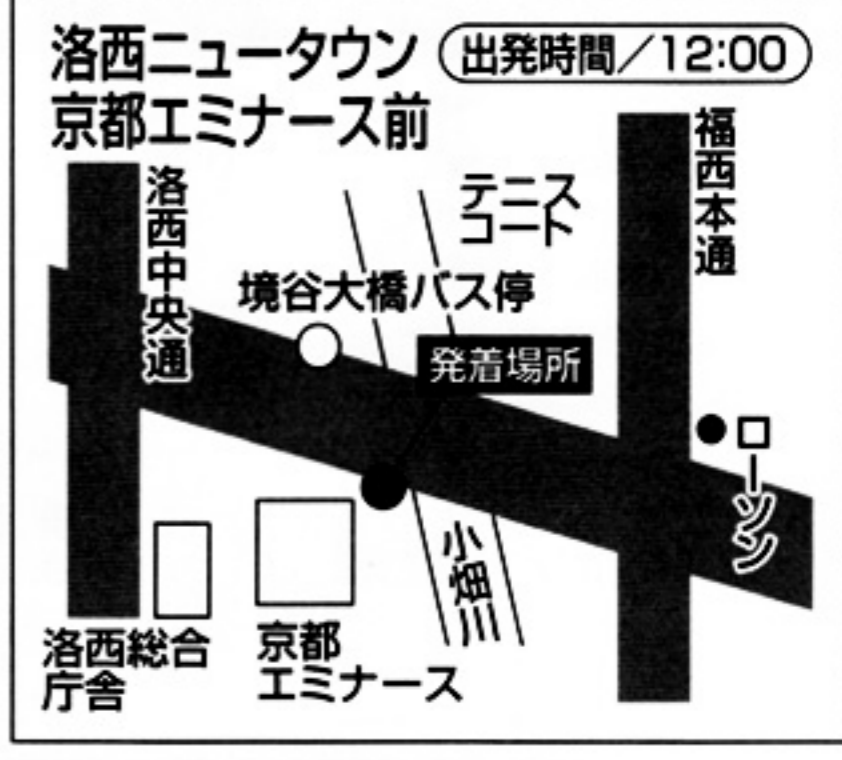 洛西ニュータウン
京都エミナース前
出発時間／12:00
洛西中央通
テニス
コート
福西本通
境谷大橋バス停
発着場所
ローソン
小畑川
洛西総合
庁舎
京都
エミナース